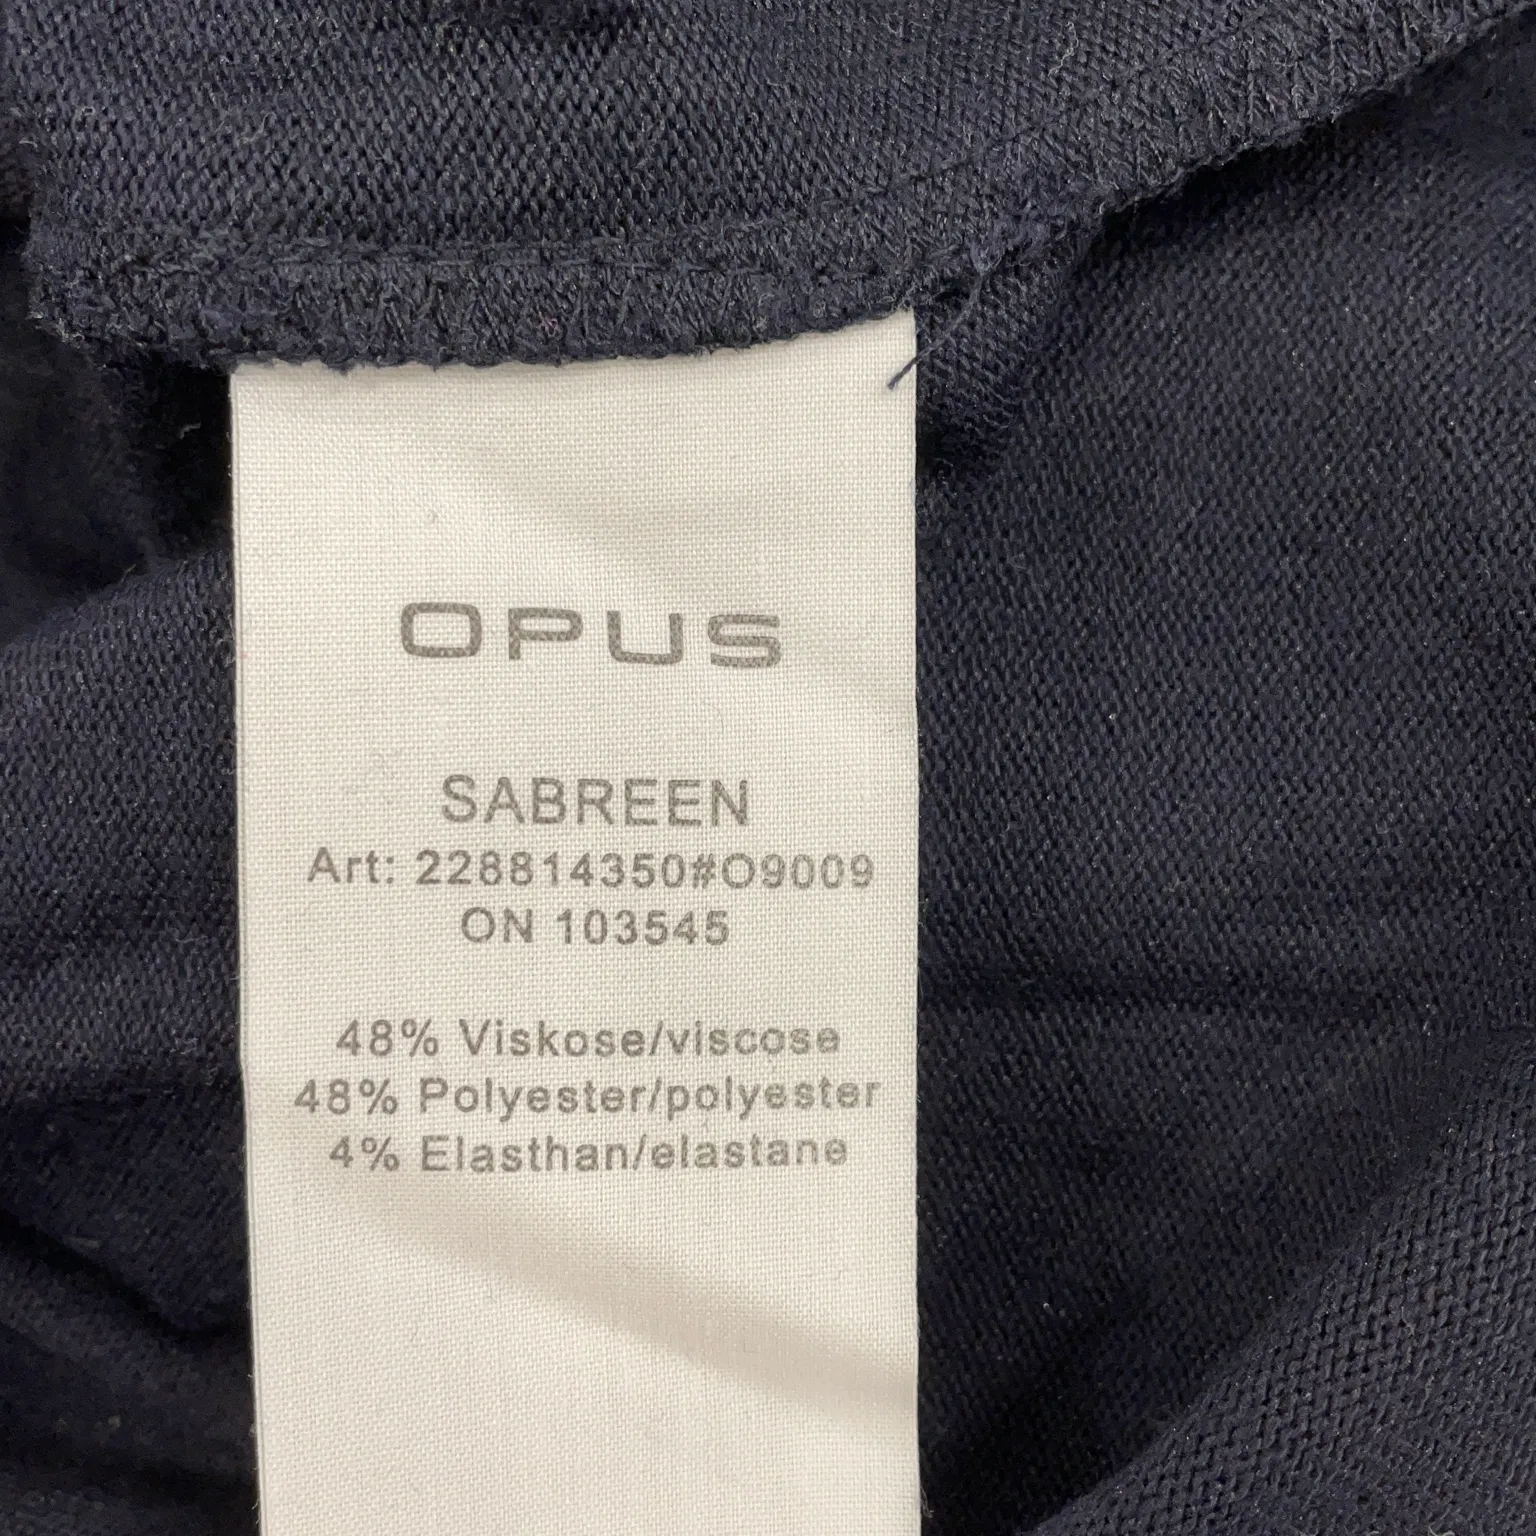 OPUS
SABREEN
Art: 228814350#O9009
ON 103545
48% Viskose/viscose
48% Polyester/polyester
4% Elasthan/elastane